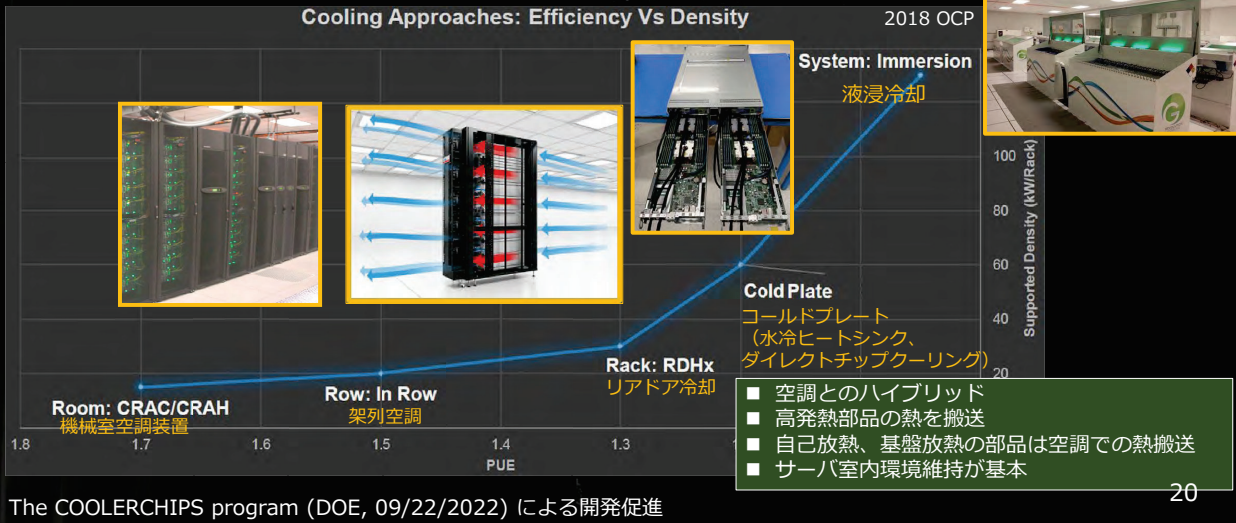 Cooling Approaches: Efficiency Vs Density
2018 OCP
System: Immersion
液浸冷却
100
80
60
40
20
Supported Density (kW/Rack)
Cold Plate
コールドプレート
（水冷ヒートシンク、
ダイレクトチップクーリング）
Rack: RDHx
リアドア冷却
Row: In Row
架列空調
Room: CRAC/CRAH
機械室空調装置
1.8
1.7
1.6
1.5
1.4
1.3
PUE
■ 空調とのハイブリッド
■ 高発熱部品の熱を搬送
■ 自己放熱、基盤放熱の部品は空調での熱搬送
■ サーバ室内環境維持が基本
20
The COOLERCHIPS program (DOE, 09/22/2022) による開発促進